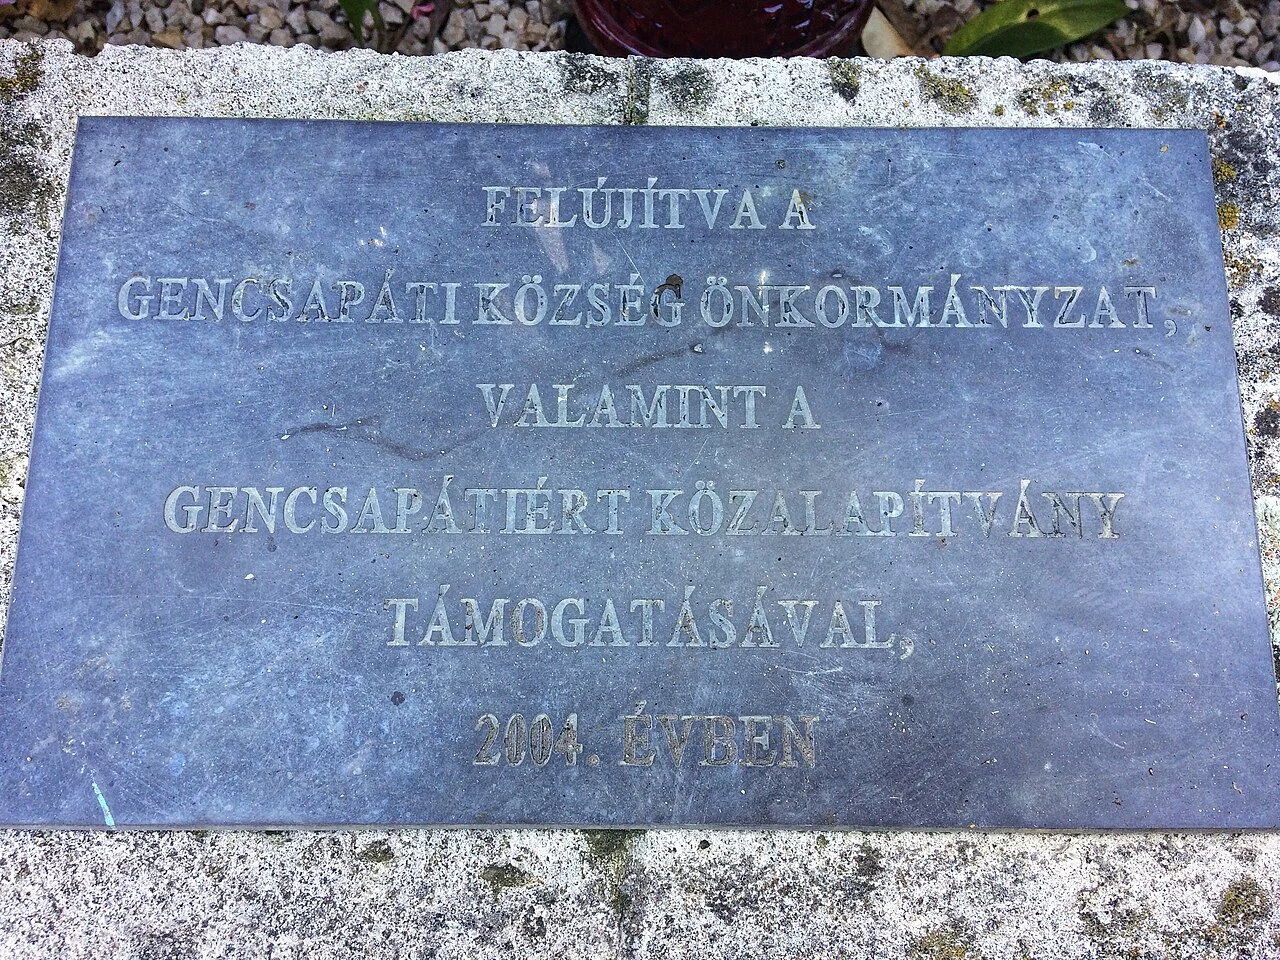 FELÚJÍTVA A
GENCSAPÁTI KÖZSÉG ÖNKORMÁNYZAT,
VALAMINT A
GENCSAPÁTIÉRT KÖZALAPÍTVÁNY
TÁMOGATÁSÁVAL,
2004. ÉVBEN